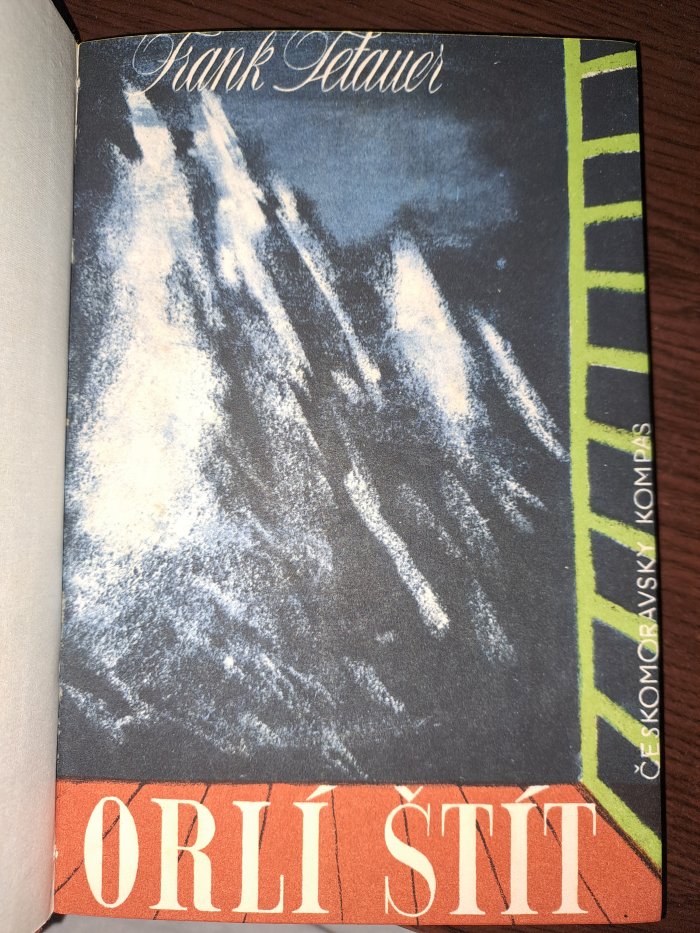 Frank Tetauer
ČESKOMORAVSKÝ KOMPAS
ORLÍ ŠTÍT